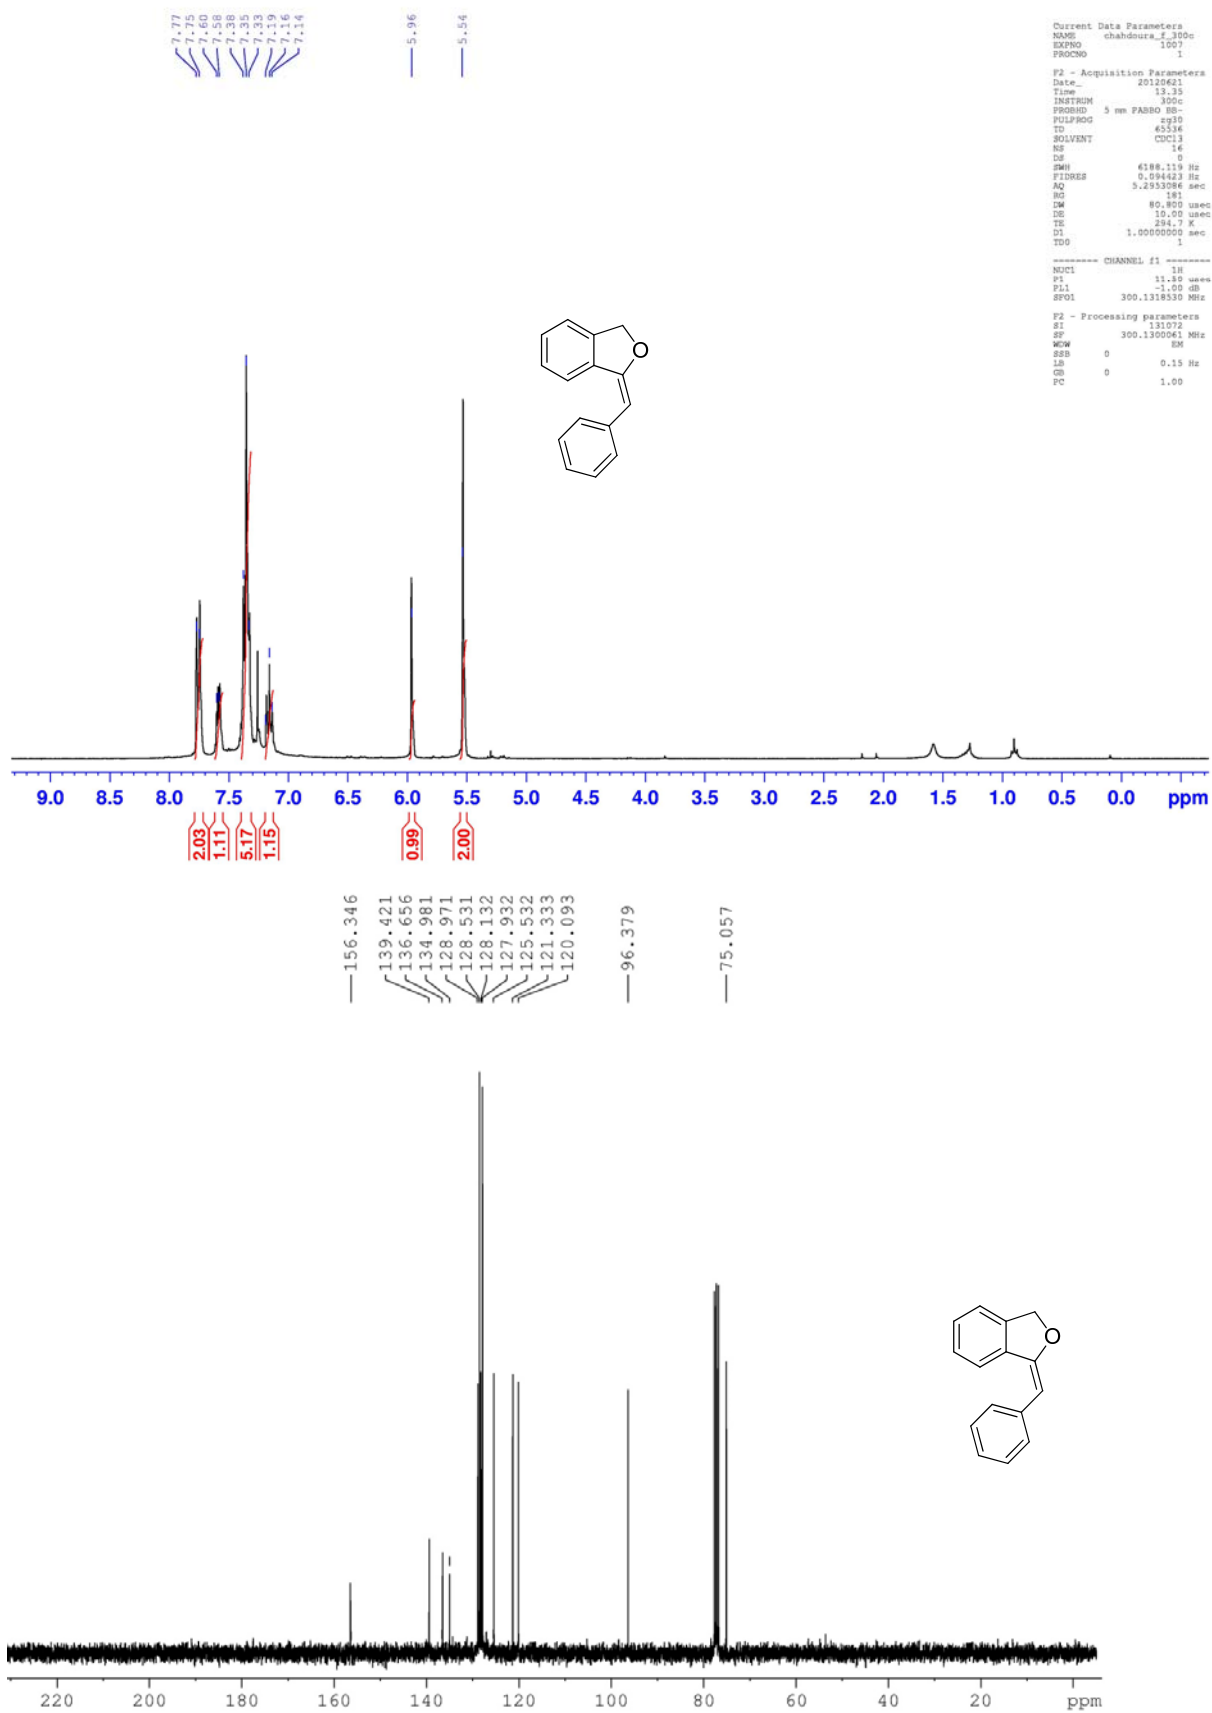 7.77
7.75
7.60
7.58
7.38
7.35
7.33
7.19
7.16
7.14
5.96
5.54
Current Data Parameters
NAME chahdoura_f_300c
EXPNO 1007
PROCNO 1
F2 - Acquisition Parameters
Date_ 20120621
Time 13.35
INSTRUM 300c
PROBHD 5 mm PABBO BB-
PULPROG zg30
TD 65536
SOLVENT CDCl3
NS 16
DS 0
SWH 6188.119 Hz
FIDRES 0.094423 Hz
AQ 5.2953086 sec
RG 181
DW 80.800 usec
DE 10.00 usec
TE 294.7 K
D1 1.00000000 sec
TD0 1
======== CHANNEL f1 ========
NUC1 1H
P1 usec
PL1 -1.00 dB
SFO1 300.1318530 MHz
F2 - Processing parameters
SI 131072
SF 300.1300061 MHz
WDW EM
SSB 0
LB 0.15 Hz
GB 0
PC 1.00
O
9.0 8.5 8.0 7.5 7.0 6.5 6.0 5.5 5.0 4.5 4.0 3.5 3.0 2.5 2.0 1.5 1.0 0.5 0.0 ppm
2.03
1.11
5.17
1.15
0.99
2.00
156.346
139.421
136.656
134.981
128.971
128.531
128.132
127.932
125.532
121.333
120.093
96.379
75.057
O
220 200 180 160 140 120 100 80 60 40 20 ppm